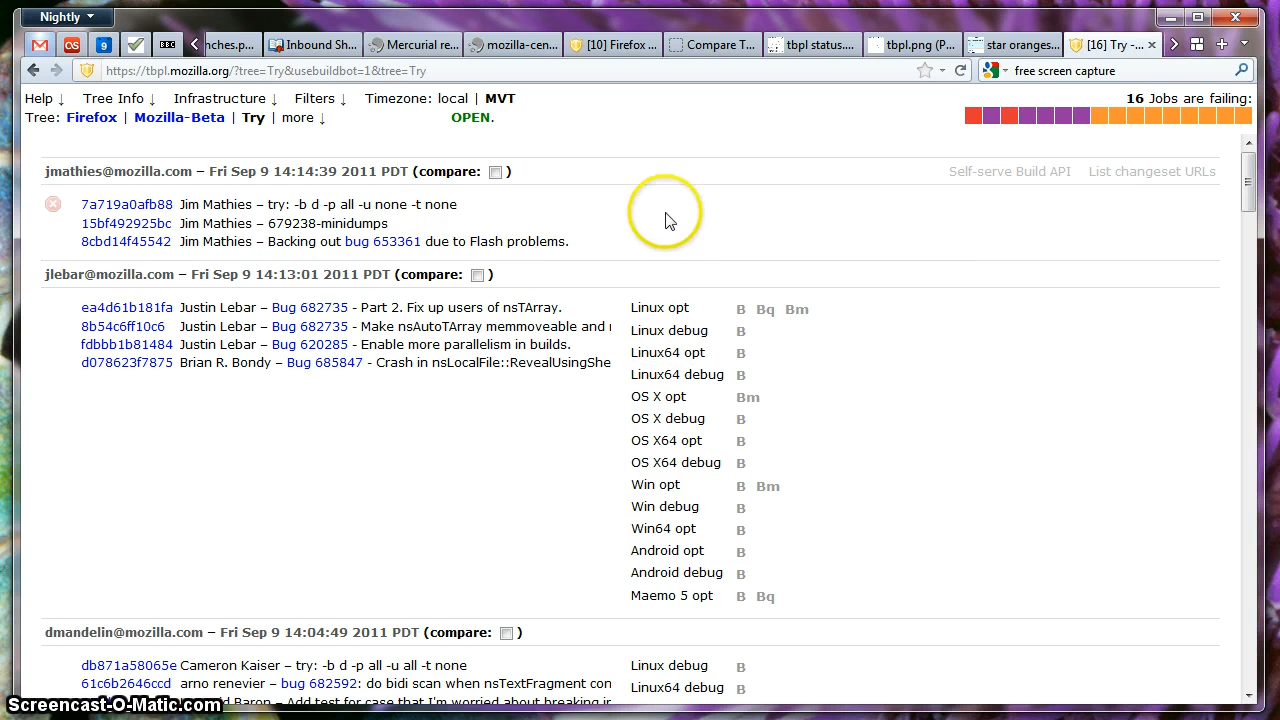 Nightly
BBC
nches.p...
Inbound Sh...
Mercurial re...
mozilla-cen...
[10] Firefox ...
Compare T...
tbpl status....
tbpl.png (P...
star oranges...
[16] Try -...
https://tbpl.mozilla.org/?tree=Try&usebuildbot=1&tree=Try
free screen capture
Help ↓ Tree Info ↓ Infrastructure ↓ Filters ↓ Timezone: local | MVT
16 Jobs are failing:
Tree: Firefox | Mozilla-Beta | Try | more ↓ OPEN.
jmathies@mozilla.com – Fri Sep 9 14:14:39 2011 PDT (compare: )
Self-serve Build API List changeset URLs
7a719a0afb88 Jim Mathies – try: -b d -p all -u none -t none
15bf492925bc Jim Mathies – 679238-minidumps
8cbd14f45542 Jim Mathies – Backing out bug 653361 due to Flash problems.
jlebar@mozilla.com – Fri Sep 9 14:13:01 2011 PDT (compare: )
ea4d61b181fa Justin Lebar – Bug 682735 - Part 2. Fix up users of nsTArray.
8b54c6ff10c6 Justin Lebar – Bug 682735 - Make nsAutoTArray memmoveable and
fdbbb1b81484 Justin Lebar – Bug 620285 - Enable more parallelism in builds.
d078623f7875 Brian R. Bondy – Bug 685847 - Crash in nsLocalFile::RevealUsingShe
Linux opt B Bq Bm
Linux debug B
Linux64 opt B
Linux64 debug B
OS X opt Bm
OS X debug B
OS X64 opt B
OS X64 debug B
Win opt B Bm
Win debug B
Win64 opt B
Android opt B
Android debug B
Maemo 5 opt B Bq
dmandelin@mozilla.com – Fri Sep 9 14:04:49 2011 PDT (compare: )
db871a58065e Cameron Kaiser – try: -b d -p all -u all -t none
61c6b2646ccd arno renevier – bug 682592: do bidi scan when nsTextFragment con
Baron – Add test for case that I'm worried about breaking in
Linux debug B
Linux64 debug B
Screencast-O-Matic.com